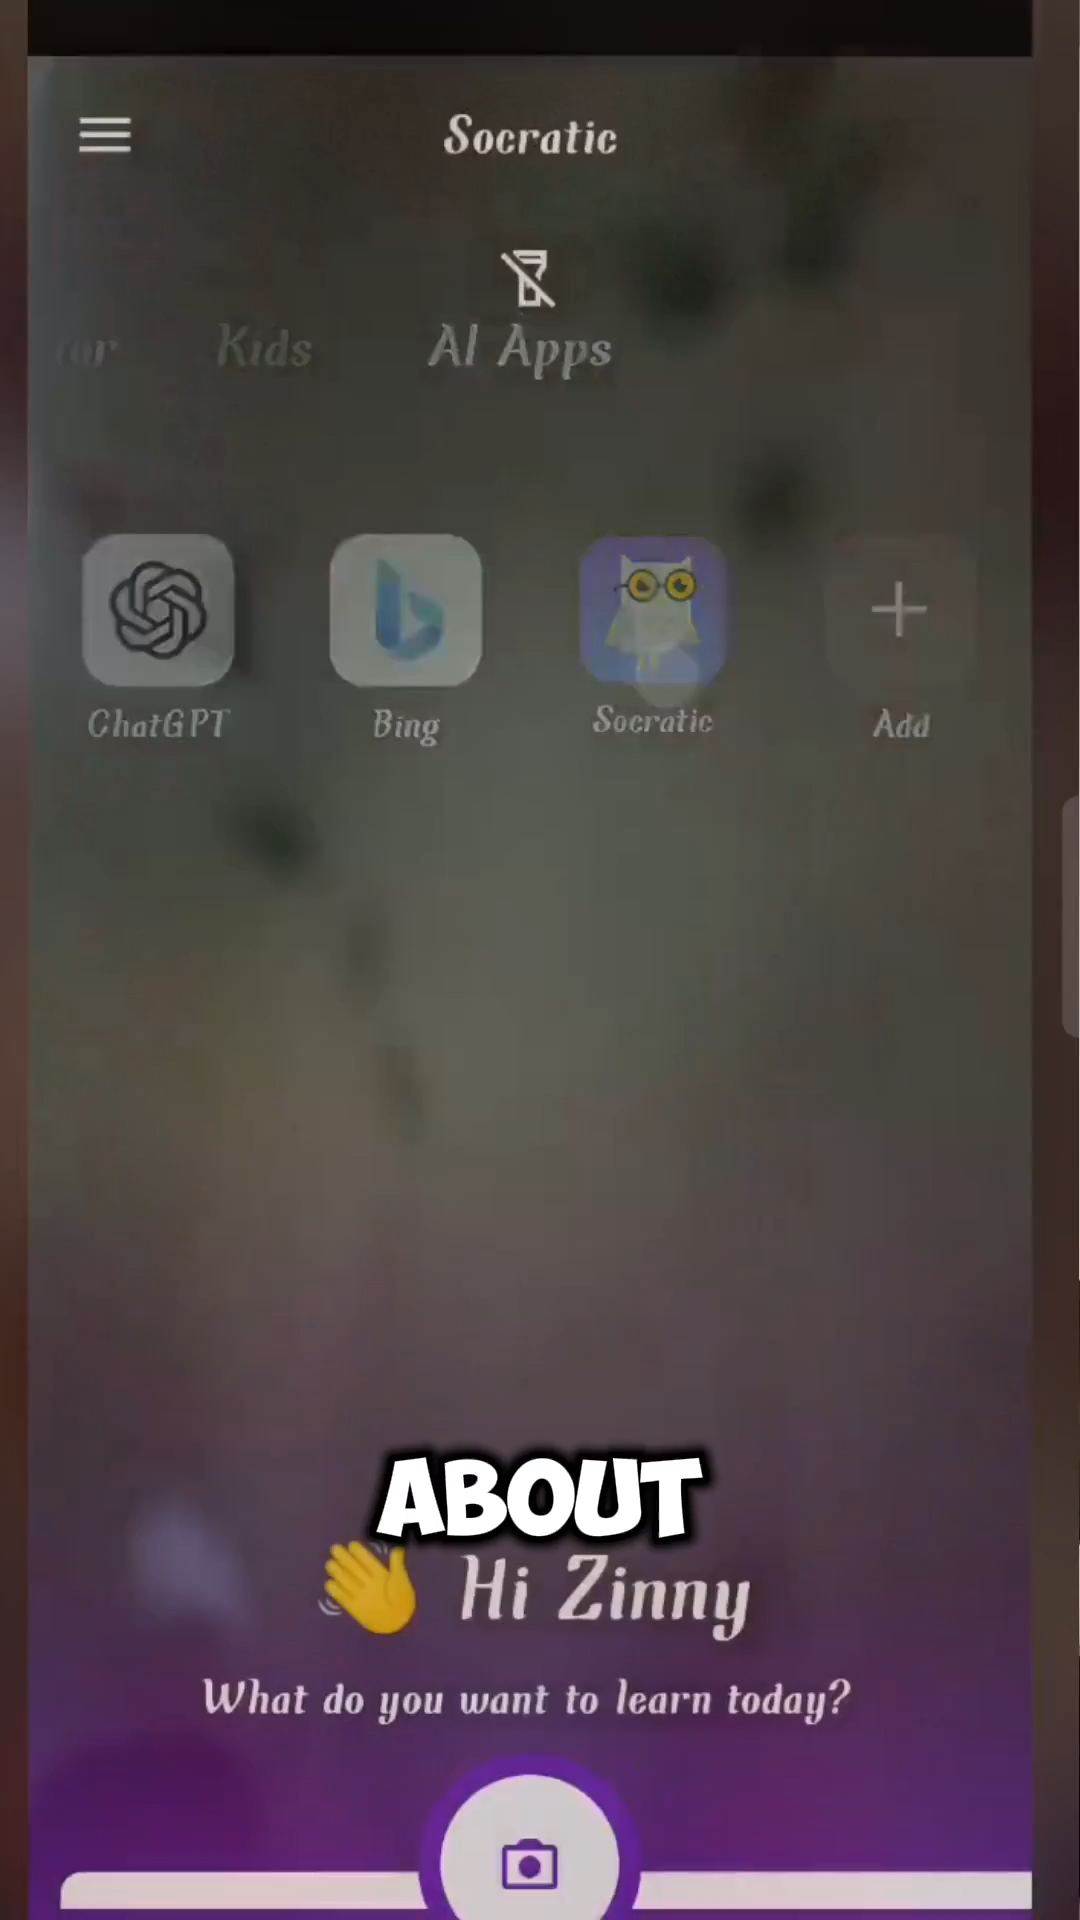 Socratic
Kids
AI Apps
ChatGPT
Bing
Socratic
Add
ABOUT
👋 Hi Zinny
What do you want to learn today?